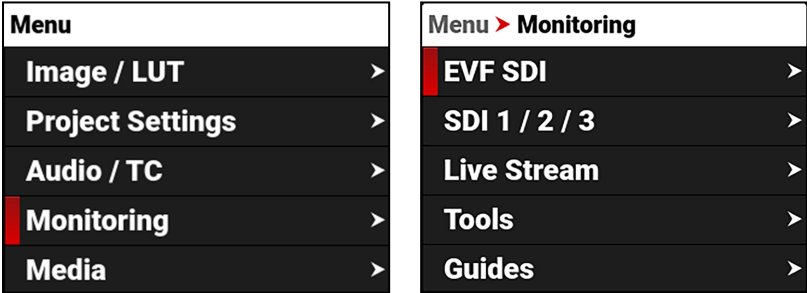 Menu
Image / LUT
Project Settings
Audio / TC
Monitoring
Media
Menu > Monitoring
EVF SDI
SDI 1 / 2 / 3
Live Stream
Tools
Guides